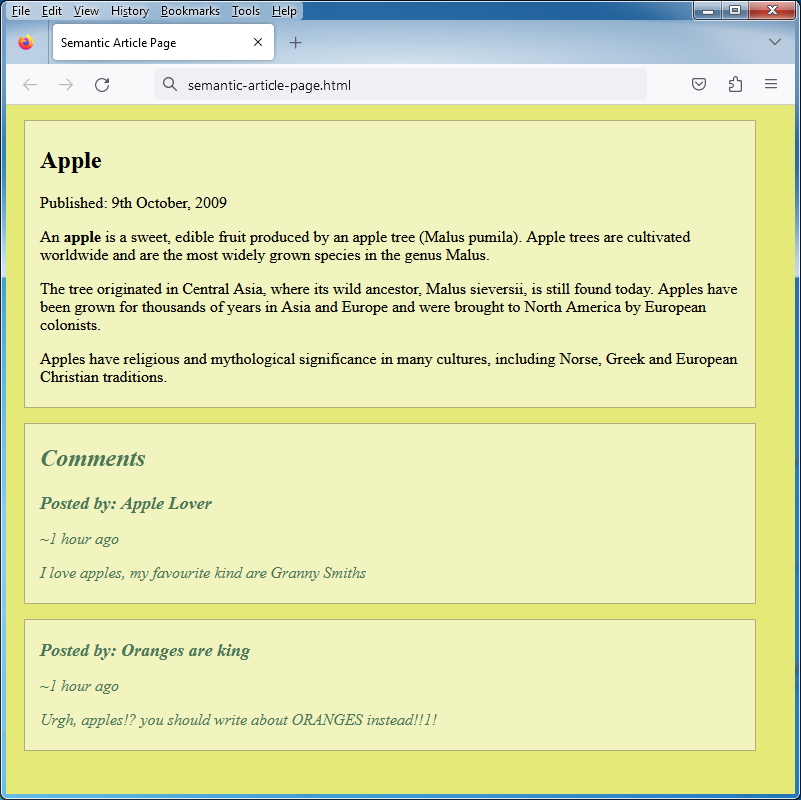 File Edit View History Bookmarks Tools Help
Semantic Article Page
semantic-article-page.html
Apple
Published: 9th October, 2009
An apple is a sweet, edible fruit produced by an apple tree (Malus pumila). Apple trees are cultivated
worldwide and are the most widely grown species in the genus Malus.
The tree originated in Central Asia, where its wild ancestor, Malus sieversii, is still found today. Apples have
been grown for thousands of years in Asia and Europe and were brought to North America by European
colonists.
Apples have religious and mythological significance in many cultures, including Norse, Greek and European
Christian traditions.
Comments
Posted by: Apple Lover
~1 hour ago
I love apples, my favourite kind are Granny Smiths
Posted by: Oranges are king
~1 hour ago
Urgh, apples!? you should write about ORANGES instead!!1!